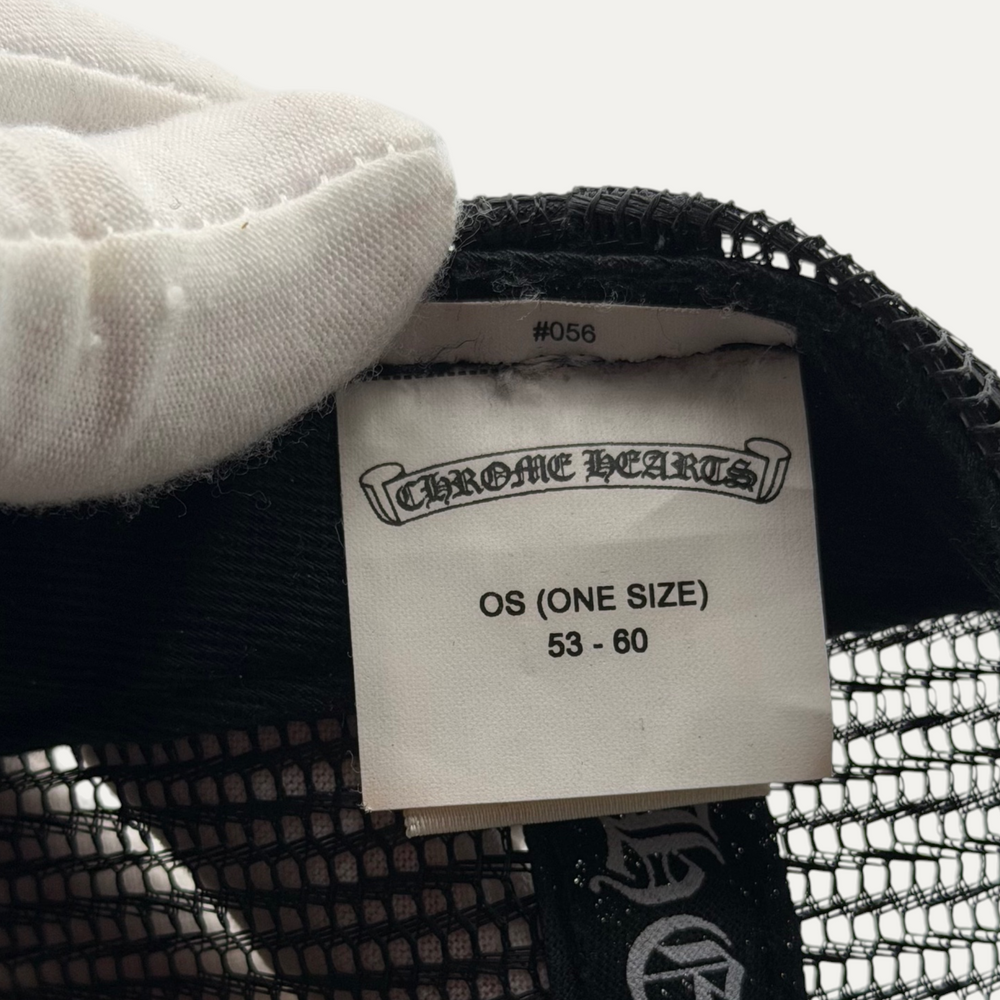 #056
CHROME HEARTS
OS (ONE SIZE)
53 - 60